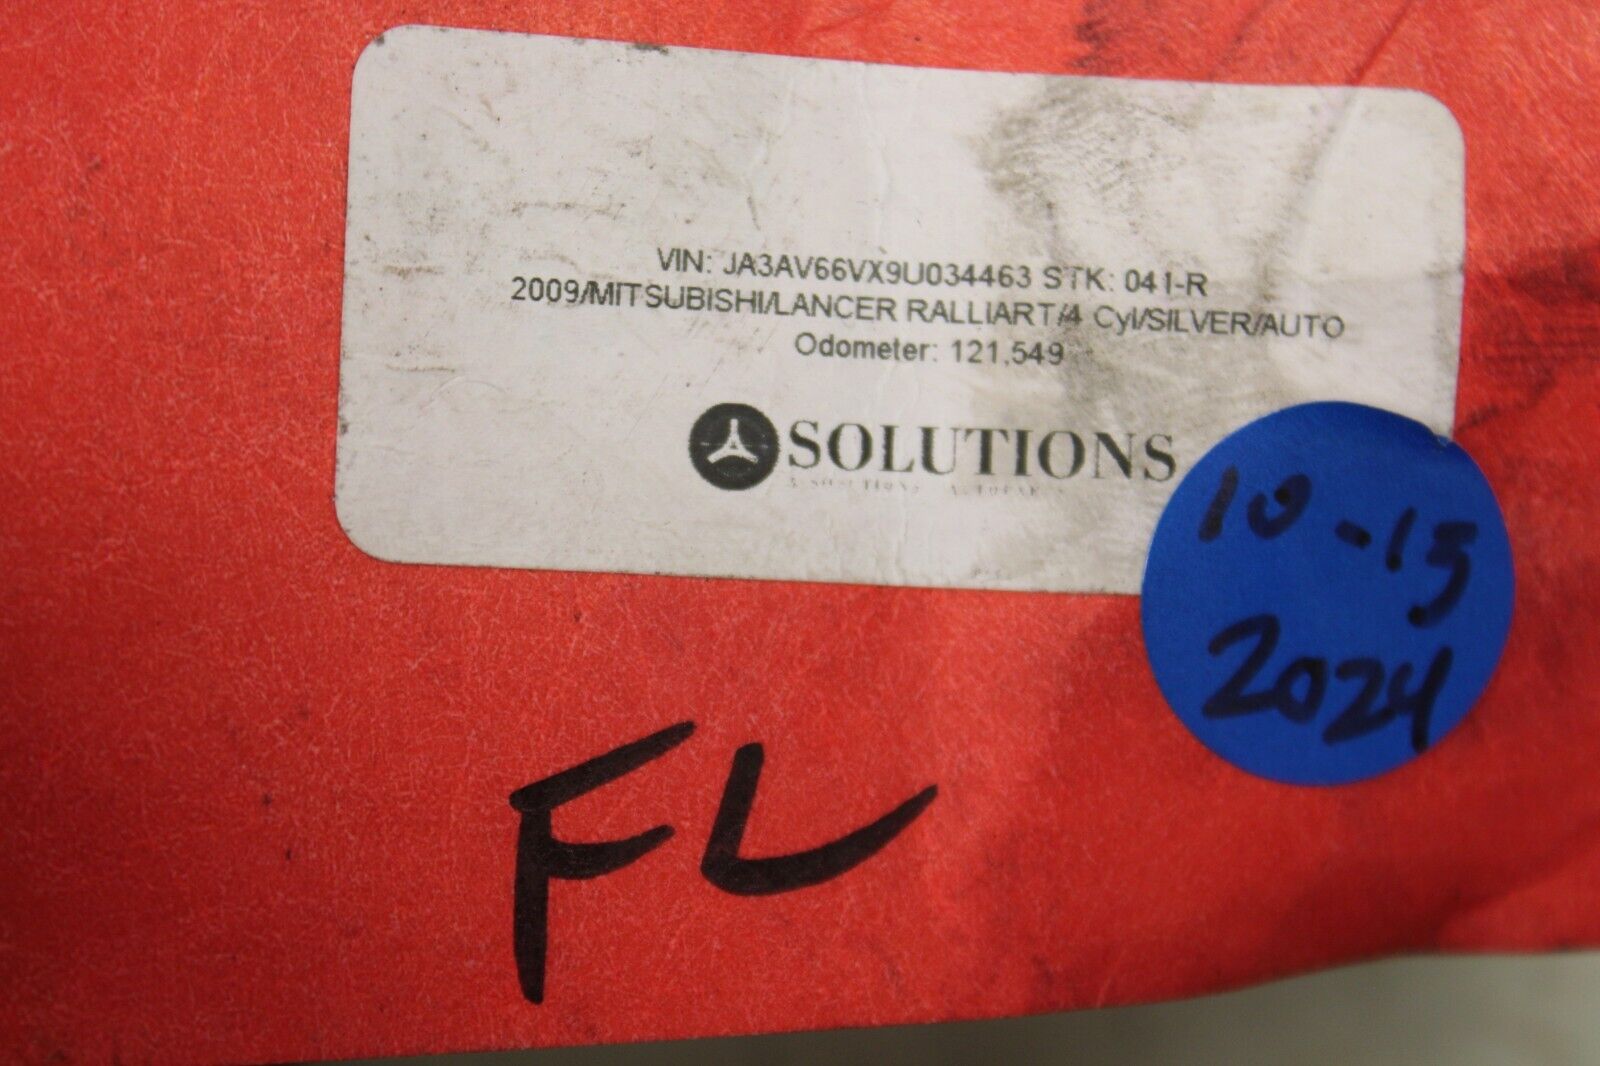 VIN: JA3AV66VX9U034463 STK: 041-R
2009/MITSUBISHI/LANCER RALLIART/4 Cyl/SILVER/AUTO
Odometer: 121,549
SOLUTIONS
10-15
2024
FL